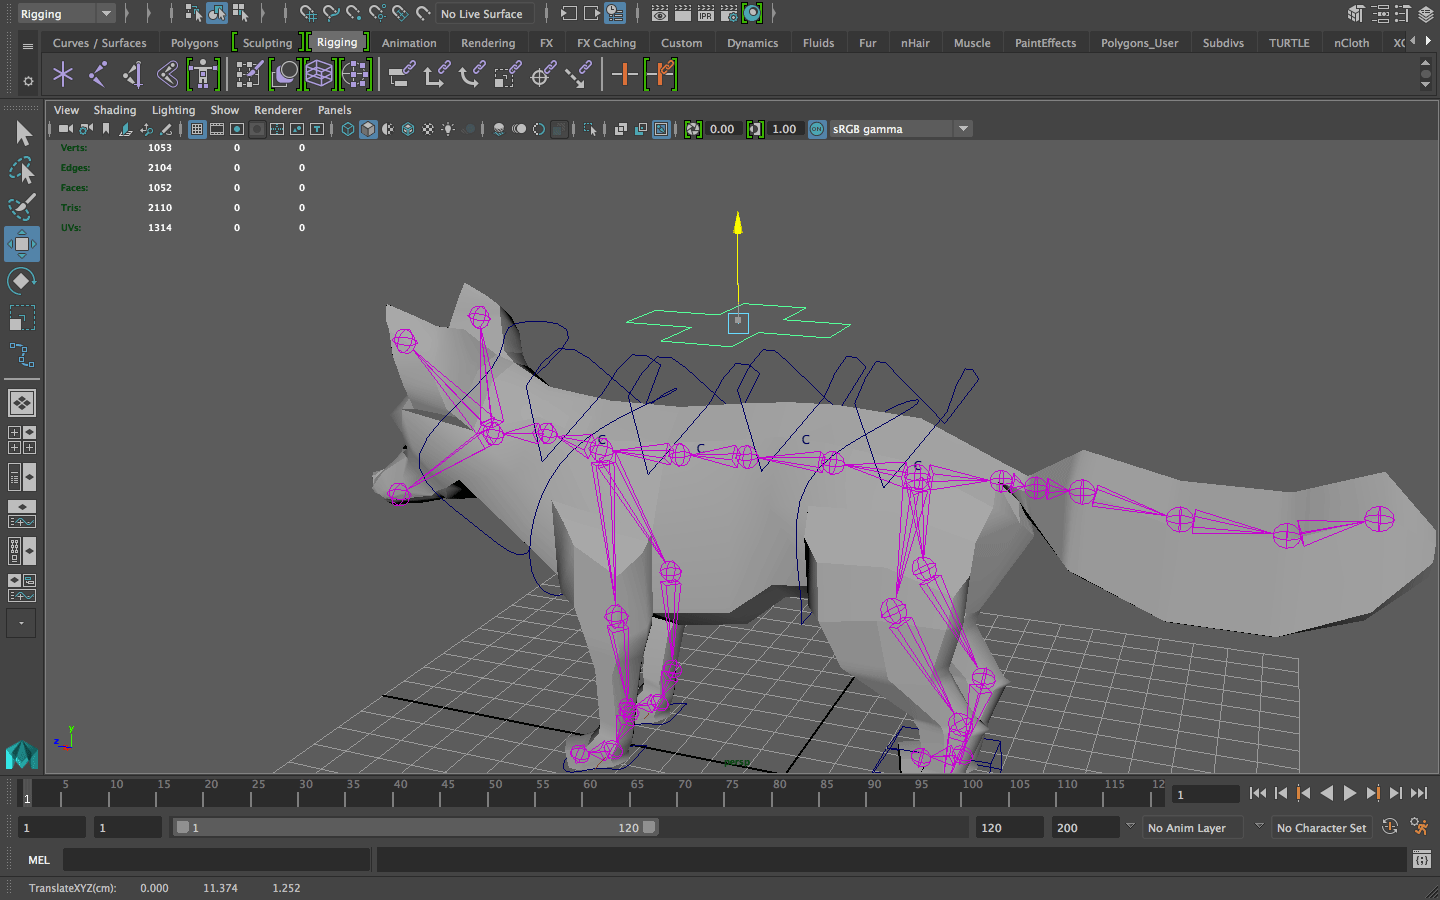 Rigging No Live Surface IPR
Curves / Surfaces Polygons Sculpting Rigging Animation Rendering FX FX Caching Custom Dynamics Fluids Fur nHair Muscle PaintEffects Polygons_User Subdivs TURTLE nCloth
View Shading Lighting Show Renderer Panels
0.00 1.00 ON sRGB gamma
Verts: 1053 0 0
Edges: 2104 0 0
Faces: 1052 0 0
Tris: 2110 0 0
UVs: 1314 0 0
C C C C
y
z
persp
1 5 10 15 20 25 30 35 40 45 50 55 60 65 70 75 80 85 90 95 100 105 110 115 12 1
1 1 1 120 120 200 No Anim Layer No Character Set
MEL
TranslateXYZ(cm): 0.000 11.374 1.252